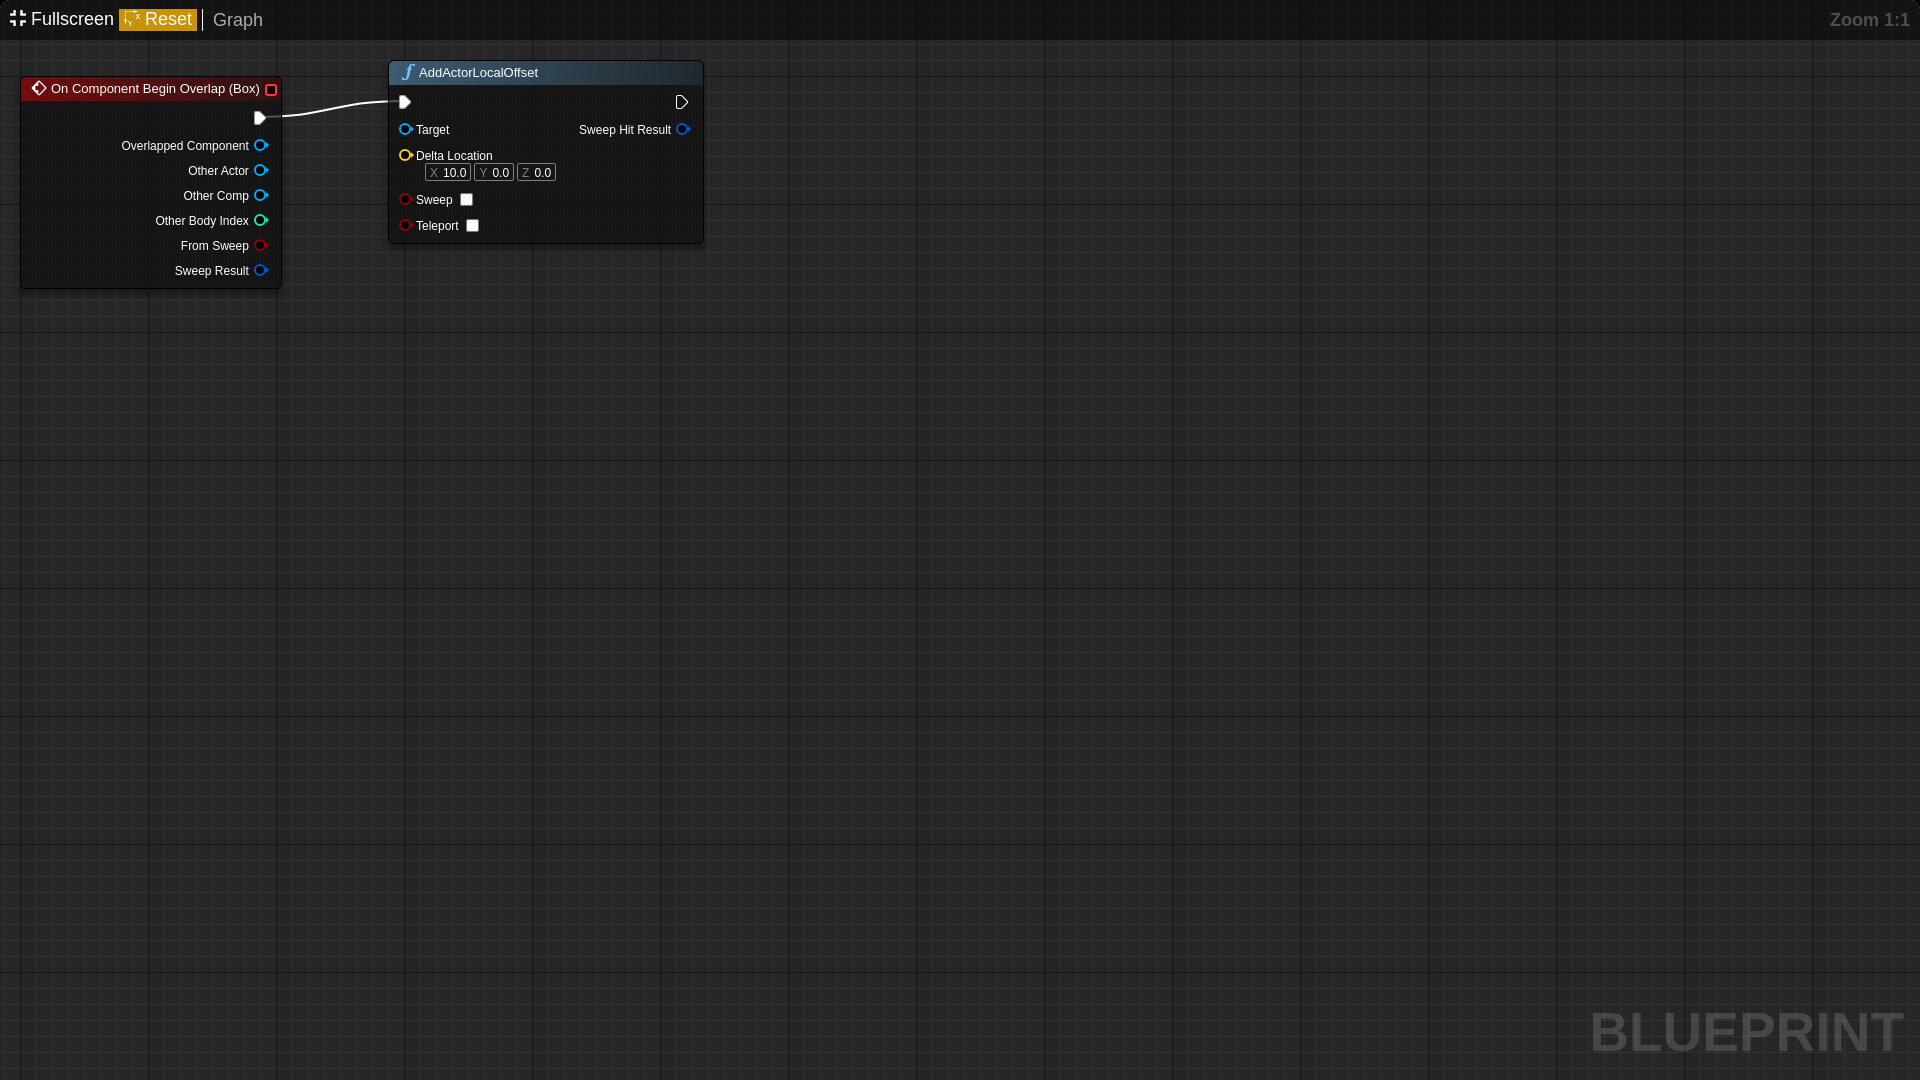 Fullscreen Reset Graph Zoom 1:1
On Component Begin Overlap (Box)
Overlapped Component
Other Actor
Other Comp
Other Body Index
From Sweep
Sweep Result
f AddActorLocalOffset
Target Sweep Hit Result
Delta Location
X 10.0 Y 0.0 Z 0.0
Sweep
Teleport
BLUEPRINT